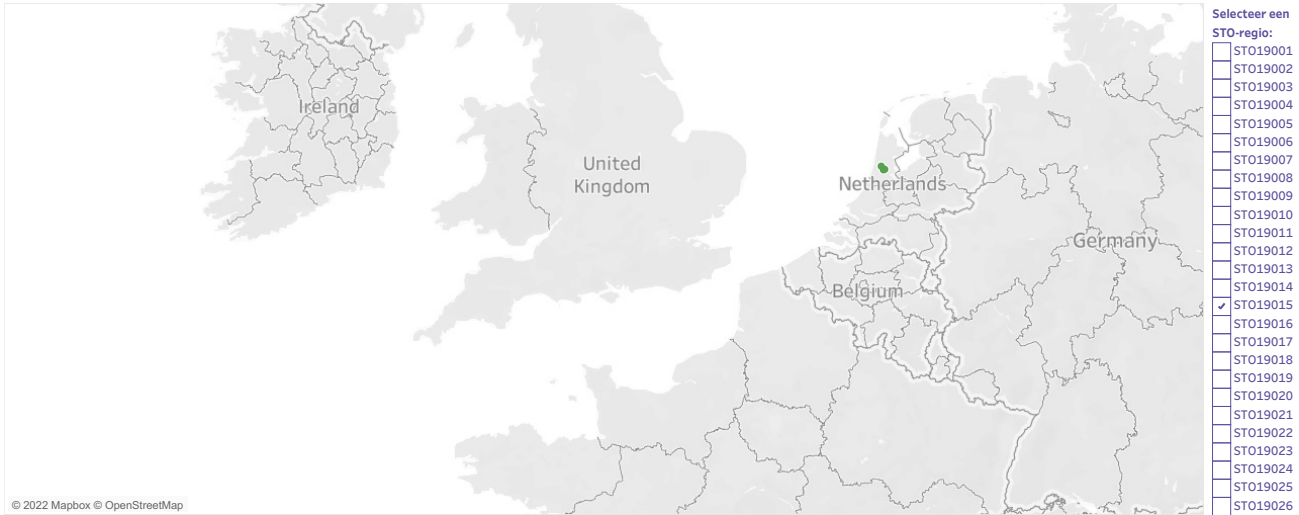 Ireland
United
Kingdom
Netherlands
Germany
Belgium
© 2022 Mapbox © OpenStreetMap
Selecteer een
STO-regio:
STO19001
STO19002
STO19003
STO19004
STO19005
STO19006
STO19007
STO19008
STO19009
STO19010
STO19011
STO19012
STO19013
STO19014
STO19015
STO19016
STO19017
STO19018
STO19019
STO19020
STO19021
STO19022
STO19023
STO19024
STO19025
STO19026